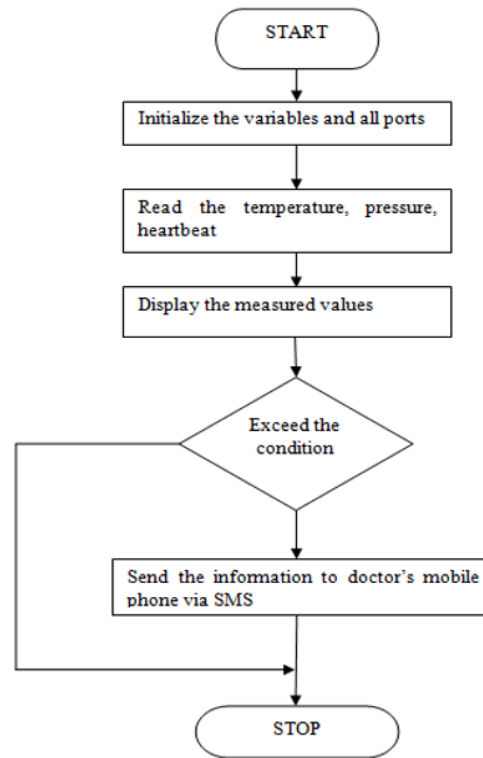 START
Initialize the variables and all ports
Read the temperature, pressure,
heartbeat
Display the measured values
Exceed the
condition
Send the information to doctor's mobile
phone via SMS
STOP